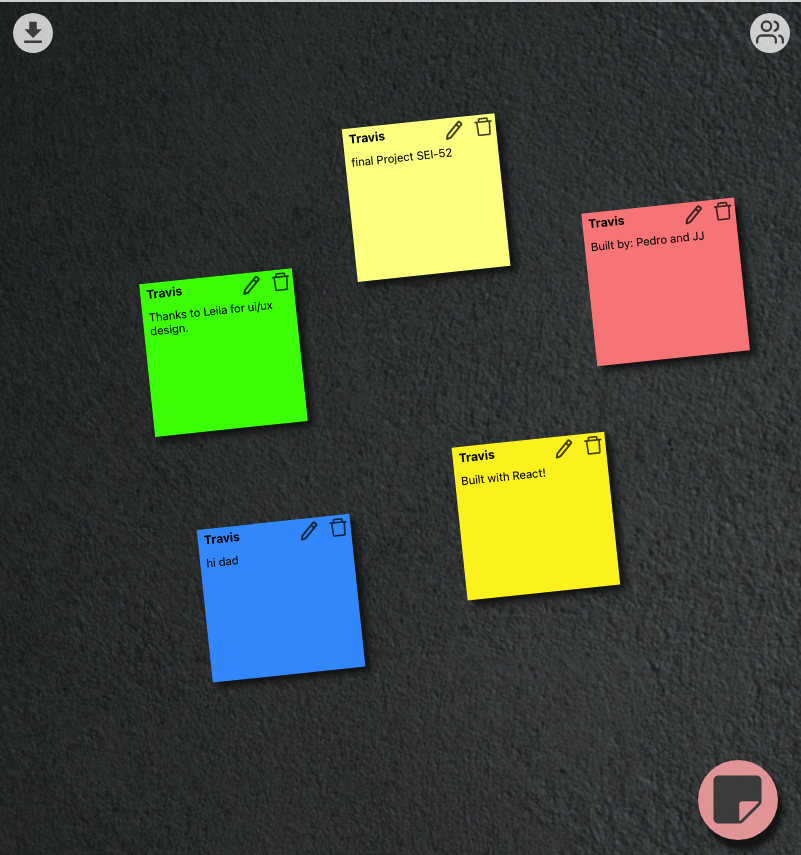 Travis
final Project SEI-52
Travis
Built by: Pedro and JJ
Travis
Thanks to Leila for ui/ux
design.
Travis
Built with React!
Travis
hi dad